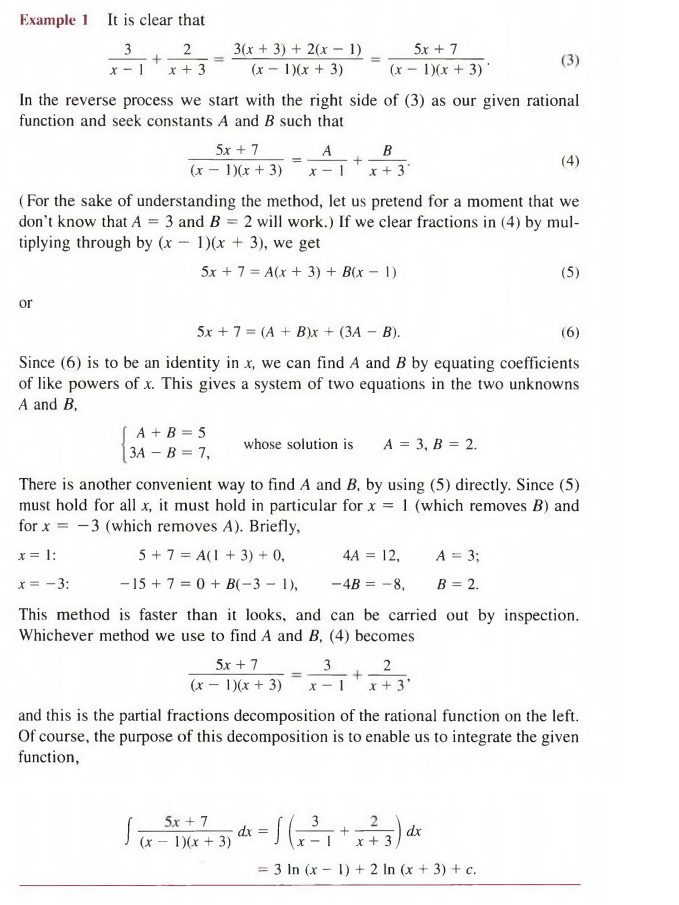 Example 1 It is clear that
3/(x − 1) + 2/(x + 3) = (3(x + 3) + 2(x − 1))/((x − 1)(x + 3)) = (5x + 7)/((x − 1)(x + 3)). (3)
In the reverse process we start with the right side of (3) as our given rational
function and seek constants A and B such that
(5x + 7)/((x − 1)(x + 3)) = A/(x − 1) + B/(x + 3). (4)
(For the sake of understanding the method, let us pretend for a moment that we
don't know that A = 3 and B = 2 will work.) If we clear fractions in (4) by mul-
tiplying through by (x − 1)(x + 3), we get
5x + 7 = A(x + 3) + B(x − 1) (5)
or
5x + 7 = (A + B)x + (3A − B). (6)
Since (6) is to be an identity in x, we can find A and B by equating coefficients
of like powers of x. This gives a system of two equations in the two unknowns
A and B,
{ A + B = 5
3A − B = 7, whose solution is A = 3, B = 2.
There is another convenient way to find A and B, by using (5) directly. Since (5)
must hold for all x, it must hold in particular for x = 1 (which removes B) and
for x = −3 (which removes A). Briefly,
x = 1: 5 + 7 = A(1 + 3) + 0, 4A = 12, A = 3;
x = −3: −15 + 7 = 0 + B(−3 − 1), −4B = −8, B = 2.
This method is faster than it looks, and can be carried out by inspection.
Whichever method we use to find A and B, (4) becomes
(5x + 7)/((x − 1)(x + 3)) = 3/(x − 1) + 2/(x + 3),
and this is the partial fractions decomposition of the rational function on the left.
Of course, the purpose of this decomposition is to enable us to integrate the given
function,
∫ (5x + 7)/((x − 1)(x + 3)) dx = ∫ (3/(x − 1) + 2/(x + 3)) dx
= 3 ln (x − 1) + 2 ln (x + 3) + c.